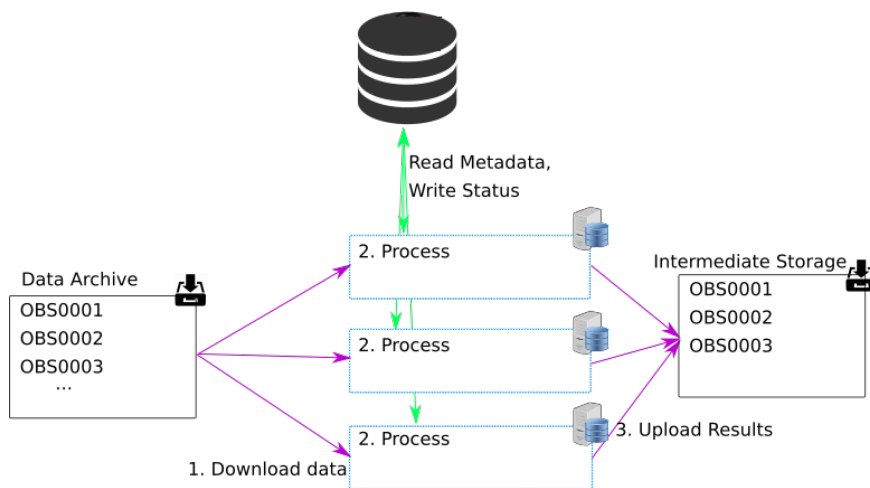 Read Metadata,
Write Status
Data Archive
OBS0001
OBS0002
OBS0003
...
1. Download data
2. Process
2. Process
2. Process
3. Upload Results
Intermediate Storage
OBS0001
OBS0002
OBS0003